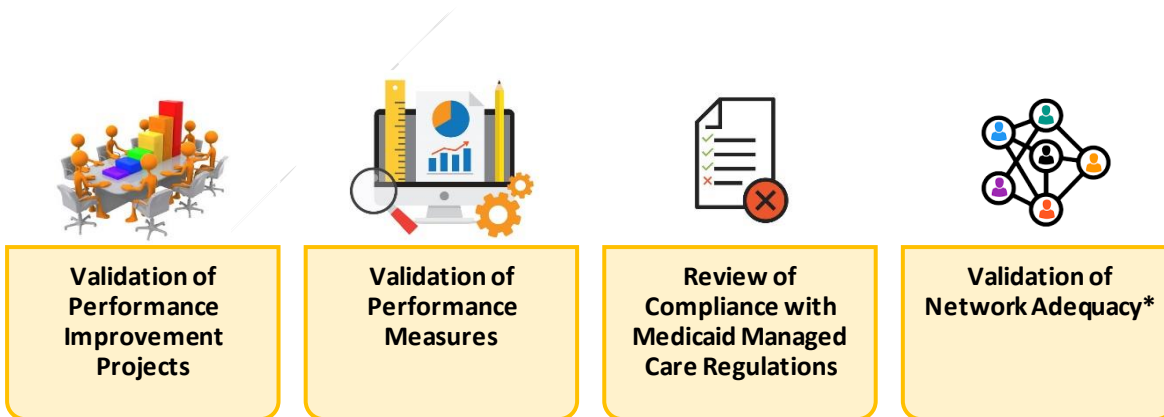 Validation of
Performance
Improvement
Projects
Validation of
Performance
Measures
Review of
Compliance with
Medicaid Managed
Care Regulations
Validation of
Network Adequacy*